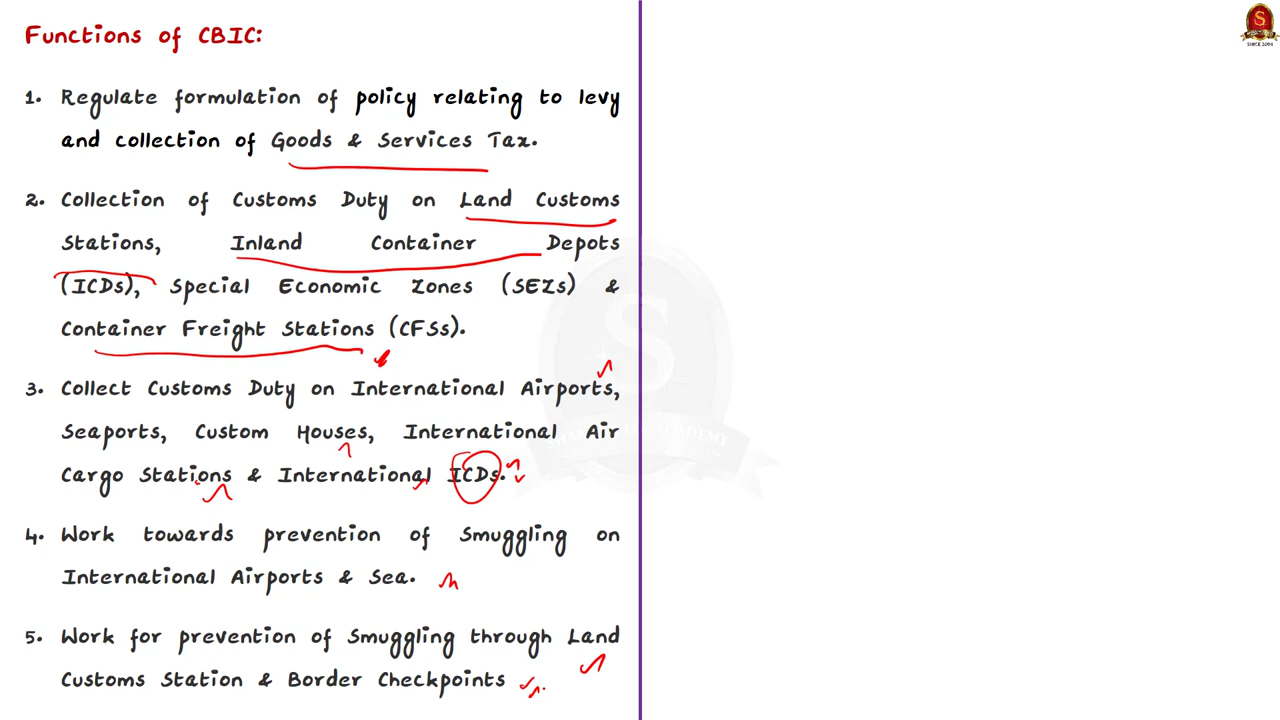 Functions of CBIC:
1. Regulate formulation of policy relating to levy
and collection of Goods & Services Tax.
2. Collection of Customs Duty on Land Customs
Stations, Inland Container Depots
(ICDs), Special Economic Zones (SEZs) &
Container Freight Stations (CFSs).
3. Collect Customs Duty on International Airports,
Seaports, Custom Houses, International Air
Cargo Stations & International ICDs.
4. Work towards prevention of Smuggling on
International Airports & Sea.
5. Work for prevention of Smuggling through Land
Customs Station & Border Checkpoints
S
SINCE 2004